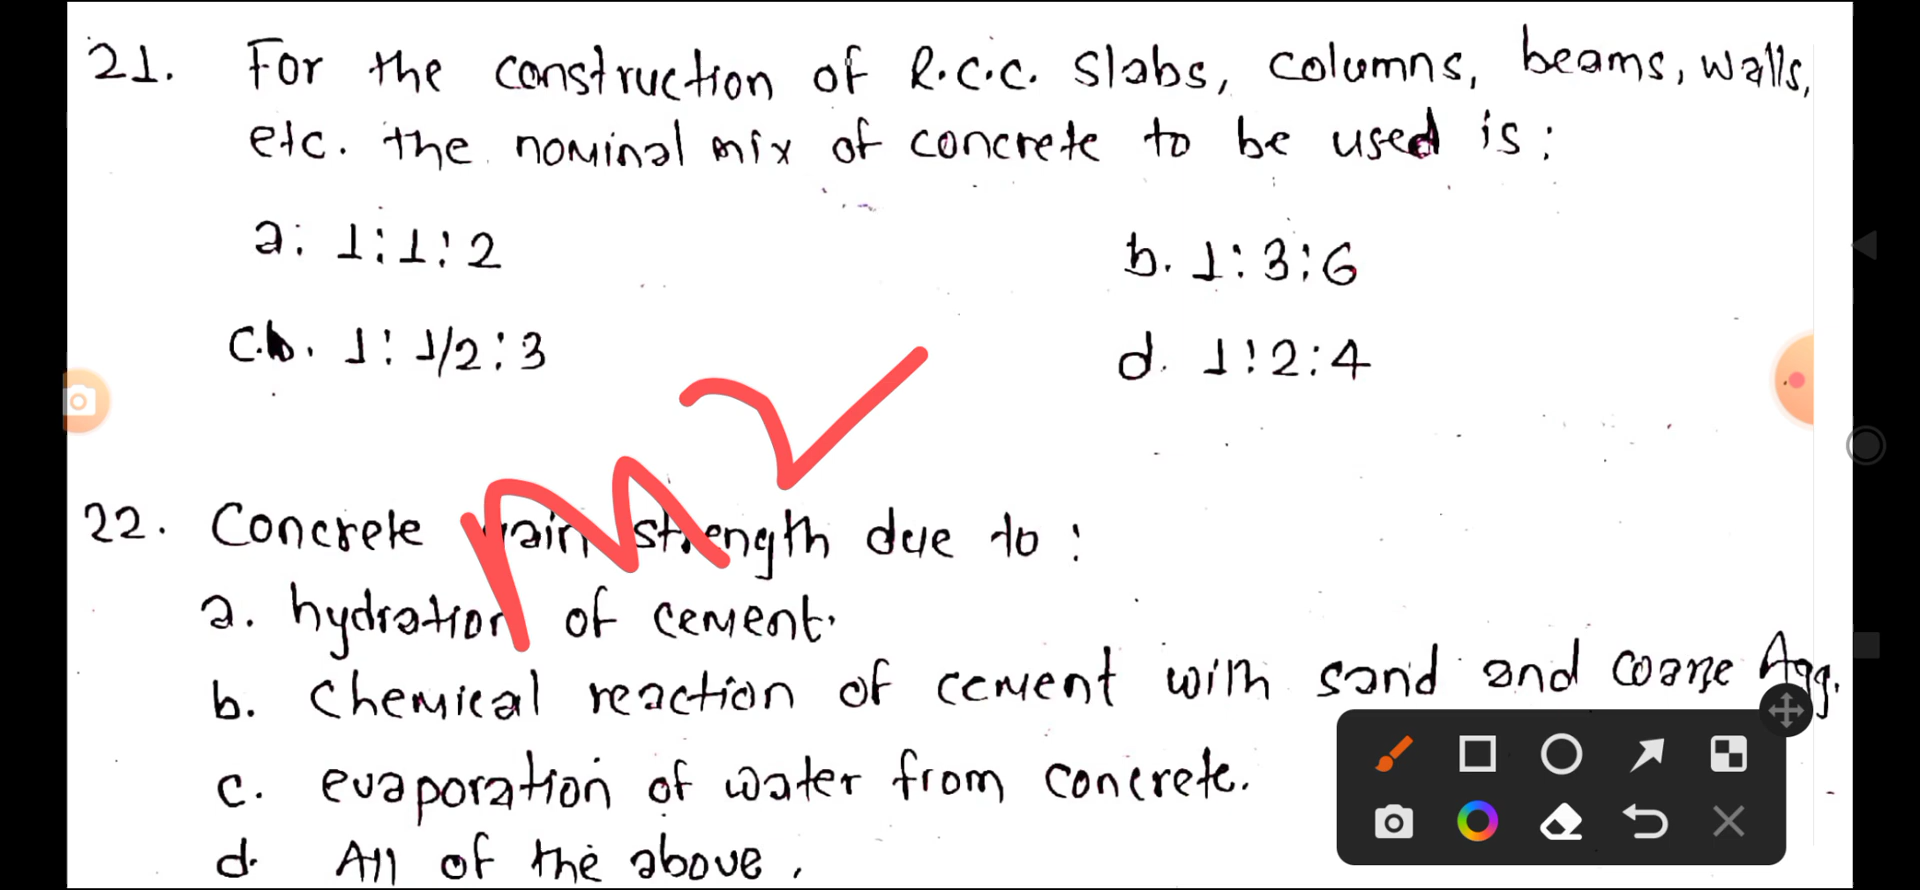 21. For the construction of R.C.C. slabs, columns, beams, walls,
etc. the nominal mix of concrete to be used is:
a. 1:1:2
b. 1:3:6
c.b. 1:1/2:3
d. 1:2:4
M2
22. Concrete gain strength due to:
a. hydration of cement.
b. Chemical reaction of cement with sand and coarse Agg.
c. evaporation of water from concrete.
d. All of the above.